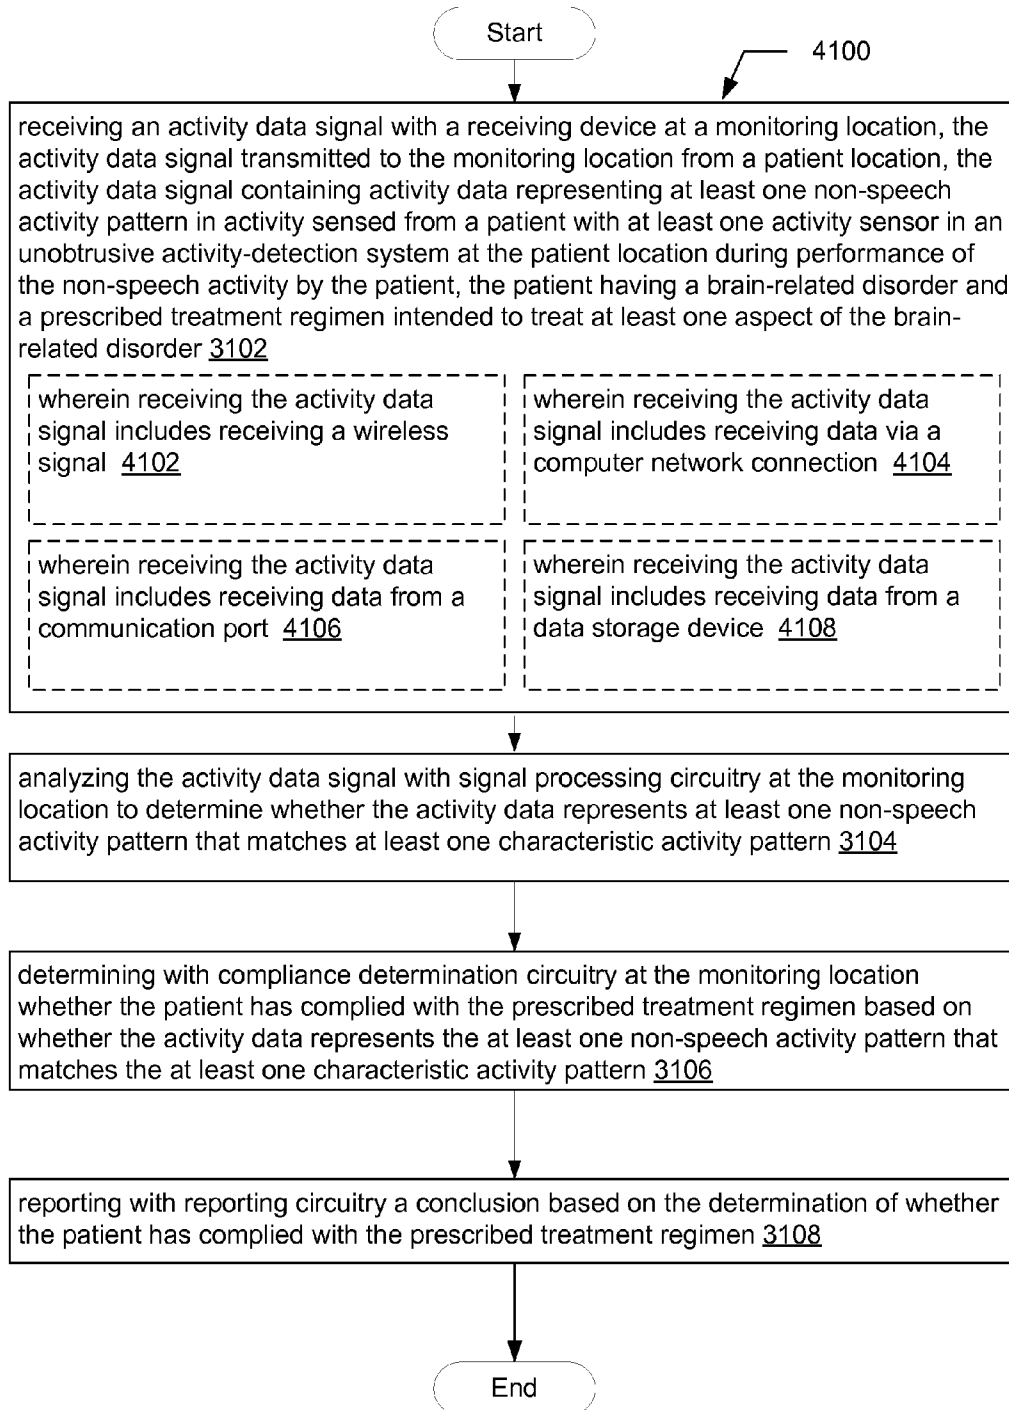 Start
4100
receiving an activity data signal with a receiving device at a monitoring location, the
activity data signal transmitted to the monitoring location from a patient location, the
activity data signal containing activity data representing at least one non-speech
activity pattern in activity sensed from a patient with at least one activity sensor in an
unobtrusive activity-detection system at the patient location during performance of
the non-speech activity by the patient, the patient having a brain-related disorder and
a prescribed treatment regimen intended to treat at least one aspect of the brain-
related disorder 3102
wherein receiving the activity data
signal includes receiving a wireless
signal 4102
wherein receiving the activity data
signal includes receiving data via a
computer network connection 4104
wherein receiving the activity data
signal includes receiving data from a
communication port 4106
wherein receiving the activity data
signal includes receiving data from a
data storage device 4108
analyzing the activity data signal with signal processing circuitry at the monitoring
location to determine whether the activity data represents at least one non-speech
activity pattern that matches at least one characteristic activity pattern 3104
determining with compliance determination circuitry at the monitoring location
whether the patient has complied with the prescribed treatment regimen based on
whether the activity data represents the at least one non-speech activity pattern that
matches the at least one characteristic activity pattern 3106
reporting with reporting circuitry a conclusion based on the determination of whether
the patient has complied with the prescribed treatment regimen 3108
End